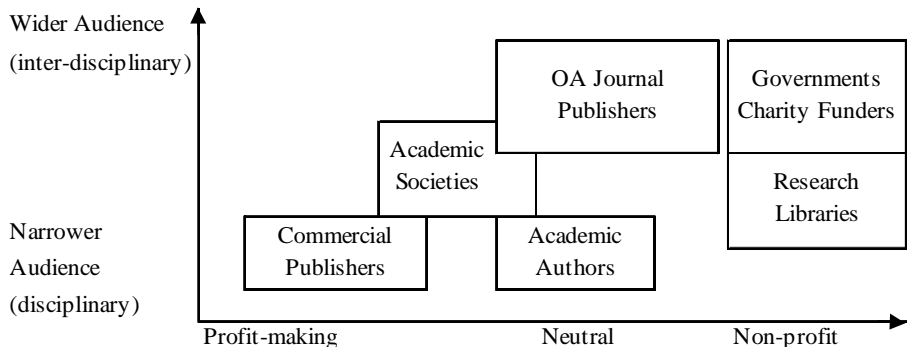 Wider Audience
(inter-disciplinary)
OA Journal
Publishers
Governments
Charity Funders
Academic
Societies
Research
Libraries
Narrower
Audience
(disciplinary)
Commercial
Publishers
Academic
Authors
Profit-making
Neutral
Non-profit